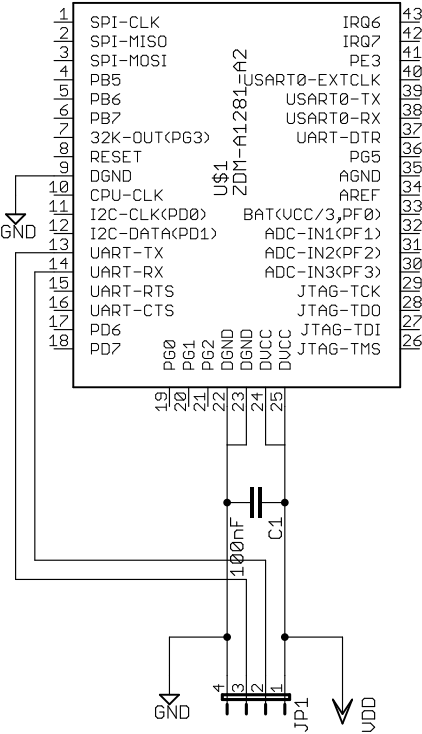 1 SPI-CLK IRQ6 43
2 SPI-MISO IRQ7 42
3 SPI-MOSI PE3 41
4 PB5 USART0-EXTCLK 40
5 PB6 USART0-TX 39
6 PB7 USART0-RX 38
7 32K-OUT(PG3) UART-DTR 37
8 RESET PG5 36
9 DGND AGND 35
10 CPU-CLK AREF 34
11 I2C-CLK(PD0) BAT(VCC/3,PF0) 33
12 I2C-DATA(PD1) ADC-IN1(PF1) 32
13 UART-TX ADC-IN2(PF2) 31
14 UART-RX ADC-IN3(PF3) 30
15 UART-RTS JTAG-TCK 29
16 UART-CTS JTAG-TDO 28
17 PD6 JTAG-TDI 27
18 PD7 JTAG-TMS 26
U$1
ZDM-A1281-A2
GND
PG0 PG1 PG2 DGND DGND DVCC DVCC
19 20 21 22 23 24 25
100nF
C1
4 3 2 1
JP1
GND
VDD